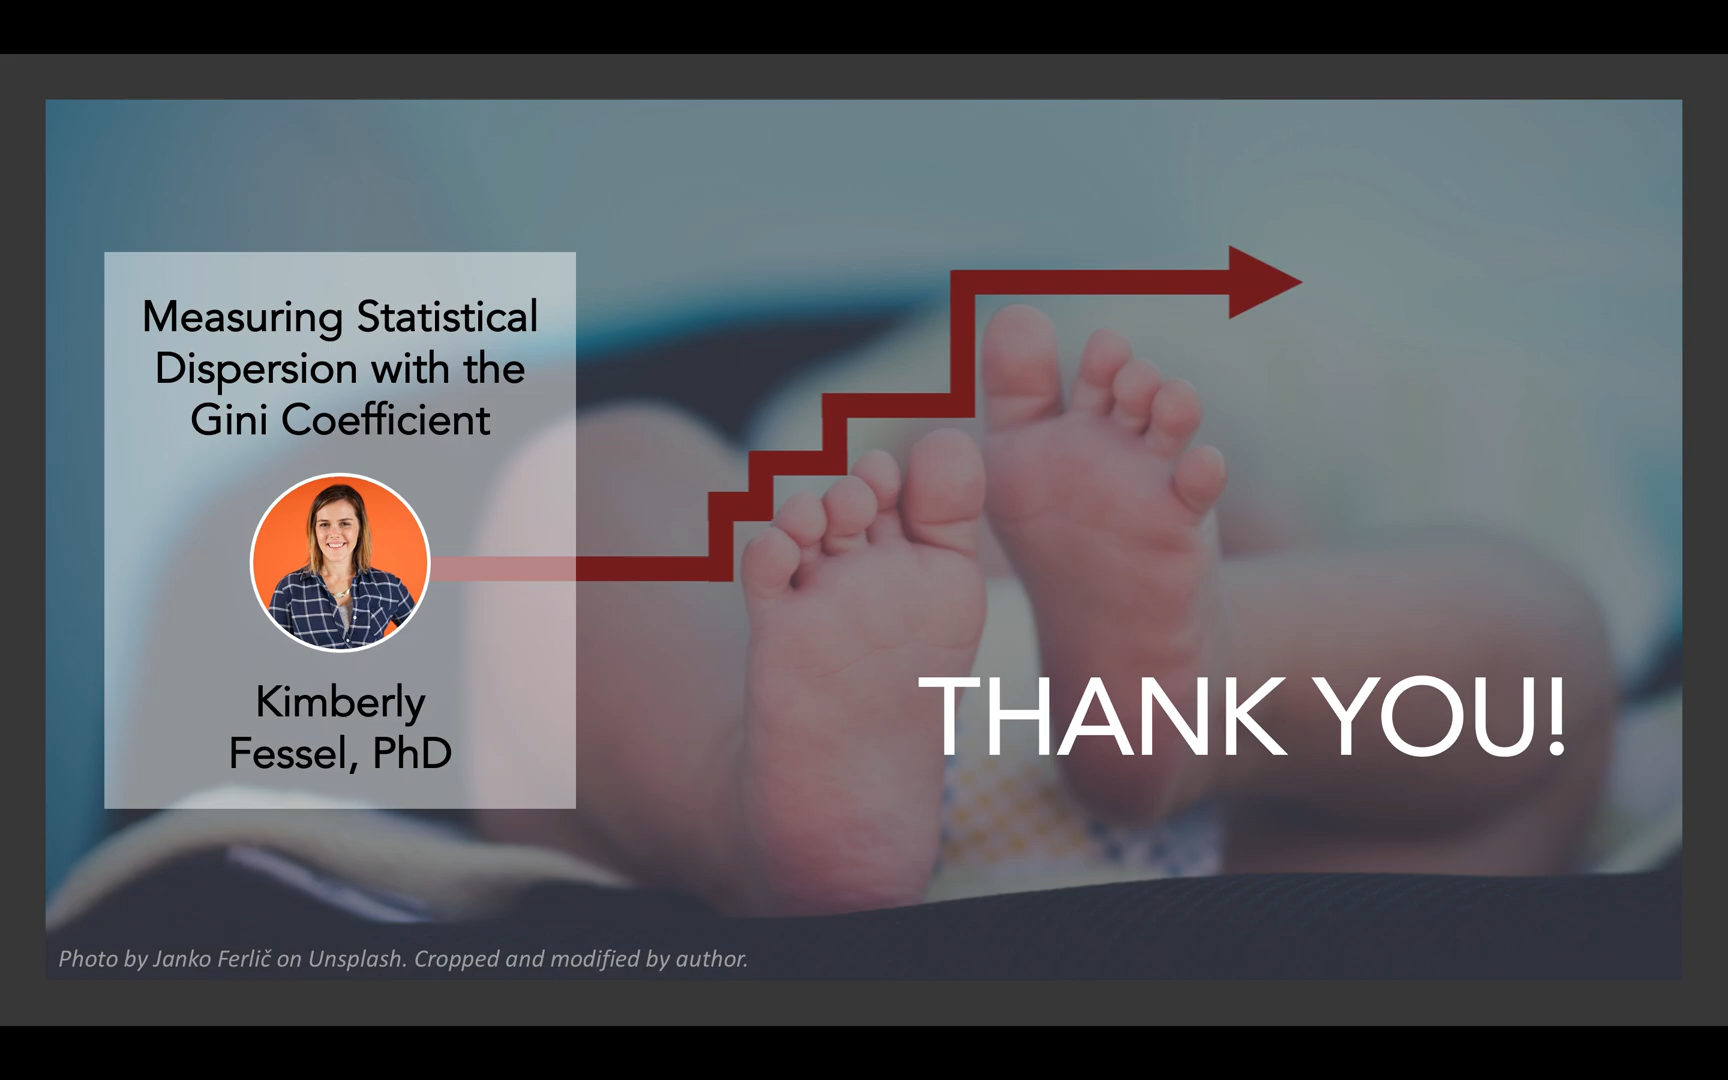 Measuring Statistical
Dispersion with the
Gini Coefficient
Kimberly
Fessel, PhD
THANK YOU!
Photo by Janko Ferlič on Unsplash. Cropped and modified by author.